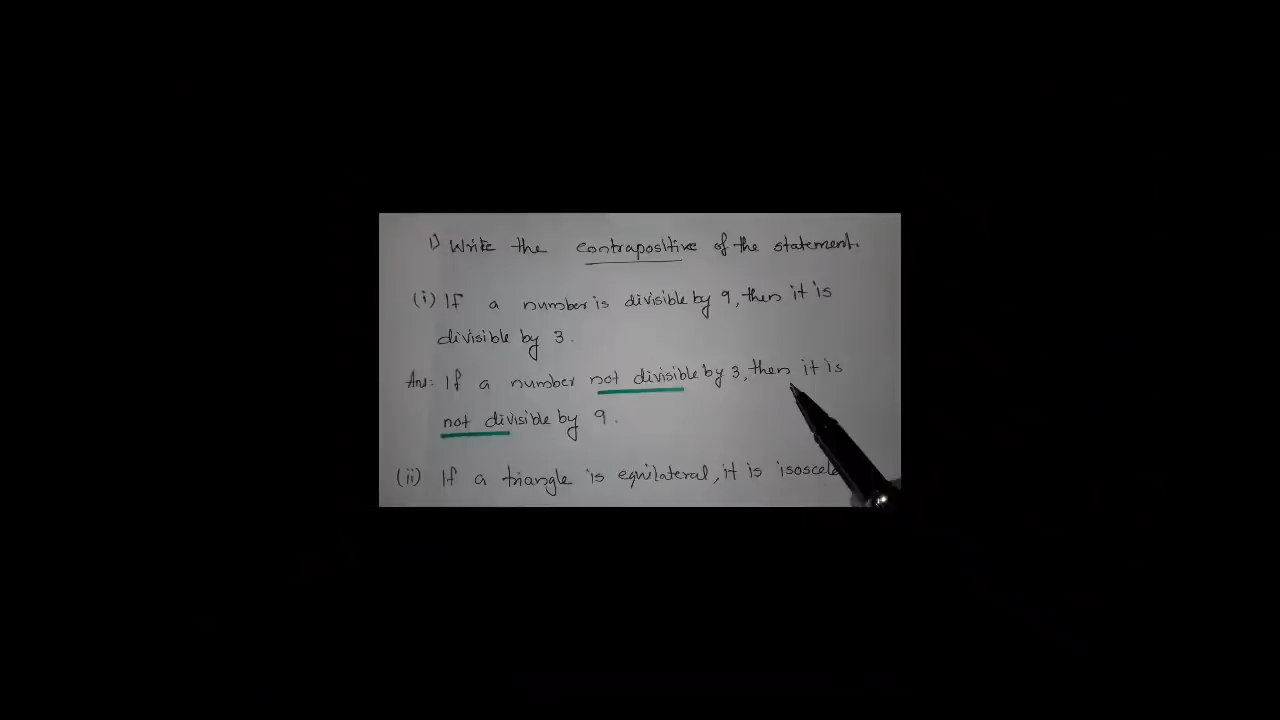 1) Write the contrapositive of the statement.
(i) If a number is divisible by 9, then it is
divisible by 3.
Ans: If a number not divisible by 3, then it is
not divisible by 9.
(ii) If a triangle is equilateral, it is isoscele